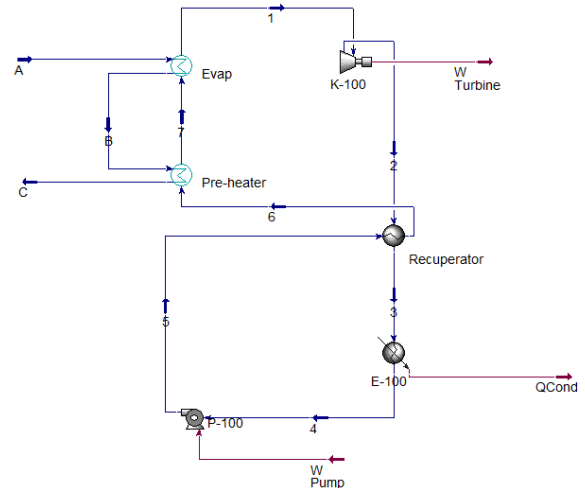 1
A
Evap
K-100
W
Turbine
B
7
2
C
Pre-heater
6
Recuperator
5
3
E-100
QCond
P-100
4
W
Pump